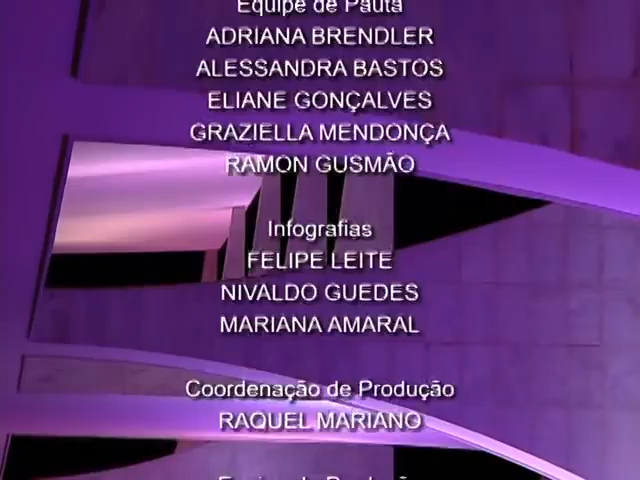 Equipe de Pauta
ADRIANA BRENDLER
ALESSANDRA BASTOS
ELIANE GONÇALVES
GRAZIELLA MENDONÇA
RAMON GUSMÃO
Infografias
FELIPE LEITE
NIVALDO GUEDES
MARIANA AMARAL
Coordenação de Produção
RAQUEL MARIANO